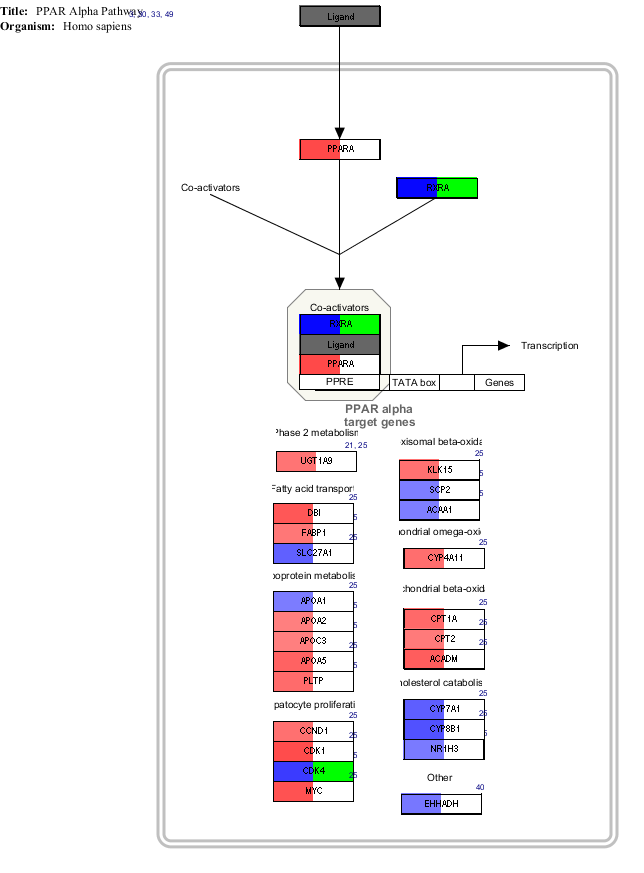 Title: PPAR Alpha Pathway
9, 20, 33, 49
Organism: Homo sapiens
Ligand
PPARA
Co-activators
RXRA
Co-activators
RXRA
Ligand
PPARA
PPRE
TATA box
Genes
Transcription
PPAR alpha
target genes
Phase 2 metabolism
21, 25
UGT1A9
Fatty acid transport
25
DBI
5
FABP1
25
SLC27A1
oprotein metabolis
25
APOA1
5
APOA2
5
APOC3
25
APOA5
5
PLTP
patocyte proliferati
25
CCND1
25
CDK1
5
CDK4
25
MYC
xisomal beta-oxida
25
KLK15
5
SCP2
5
ACAA1
ondrial omega-oxi
25
CYP4A11
chondrial beta-oxid
25
CPT1A
25
CPT2
25
ACADM
holesterol catabolis
25
CYP7A1
25
CYP8B1
5
NR1H3
Other
40
EHHADH